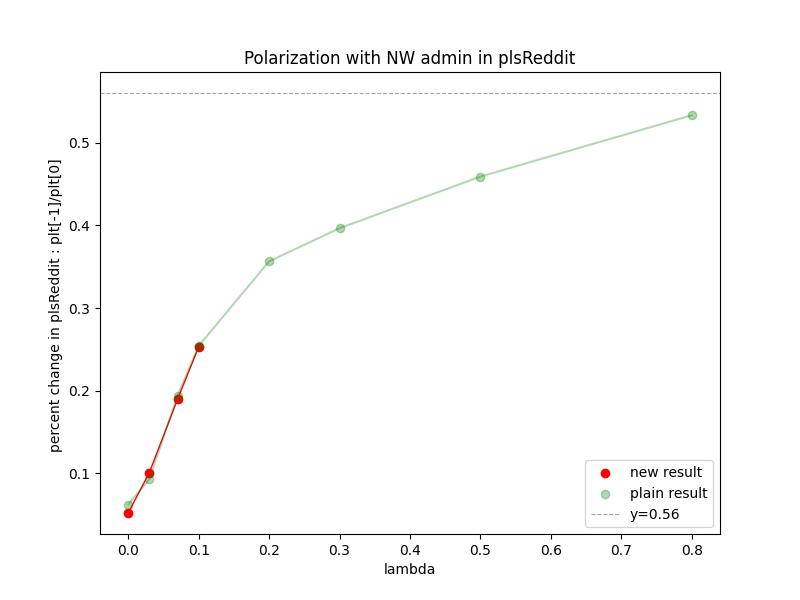 Polarization with NW admin in plsReddit
percent change in plsReddit : plt[-1]/plt[0]
0.5
0.4
0.3
0.2
0.1
new result
plain result
y=0.56
0.0 0.1 0.2 0.3 0.4 0.5 0.6 0.7 0.8
lambda